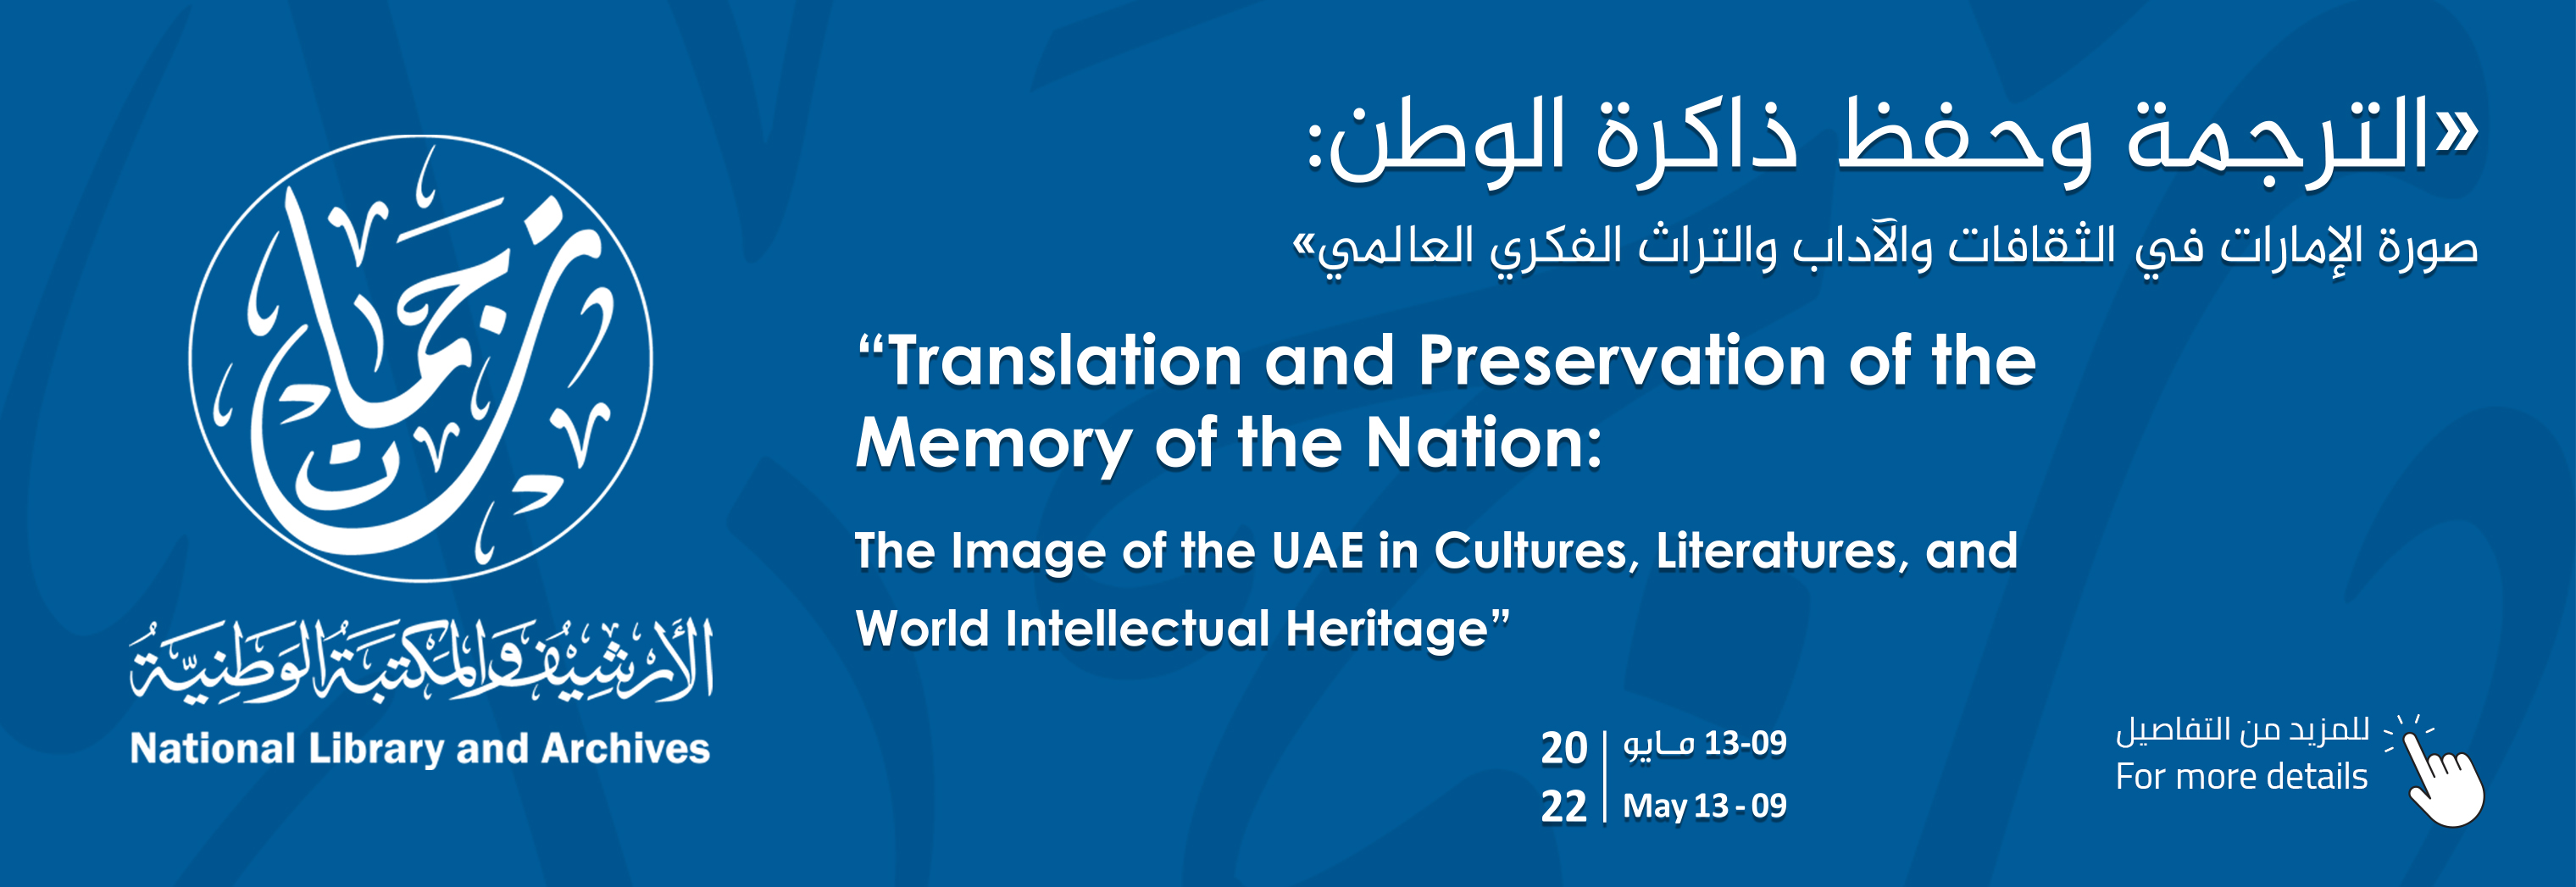 «الترجمة وحفظ ذاكرة الوطن:
صورة الإمارات في الثقافات والآداب والتراث الفكري العالمي»
“Translation and Preservation of the
Memory of the Nation:
The Image of the UAE in Cultures, Literatures, and
World Intellectual Heritage”
ترجمات
الأرشيف والمكتبة الوطنية
National Library and Archives
20
22
13-09 مايو
May 13 - 09
للمزيد من التفاصيل
For more details